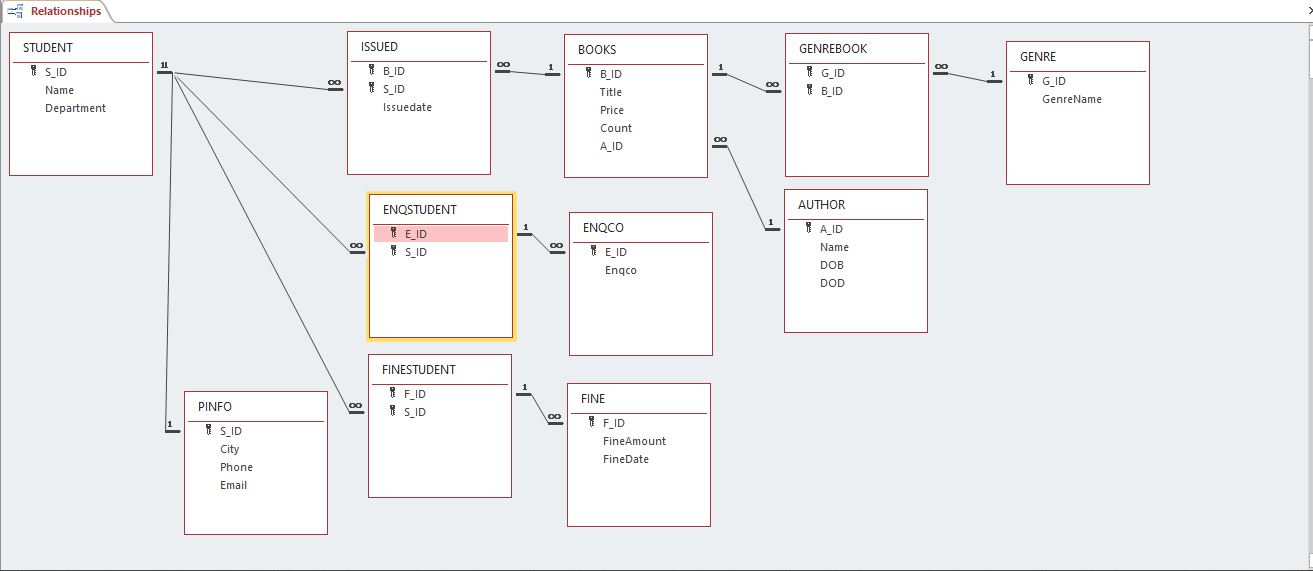 Relationships
STUDENT
S_ID
Name
Department
ISSUED
B_ID
S_ID
Issuedate
BOOKS
B_ID
Title
Price
Count
A_ID
GENREBOOK
G_ID
B_ID
GENRE
G_ID
GenreName
ENQSTUDENT
E_ID
S_ID
ENQCO
E_ID
Enqco
AUTHOR
A_ID
Name
DOB
DOD
PINFO
S_ID
City
Phone
Email
FINESTUDENT
F_ID
S_ID
FINE
F_ID
FineAmount
FineDate
11
∞
∞
1
1
∞
∞
1
∞
1
∞
1
∞
1
∞
1
∞
1